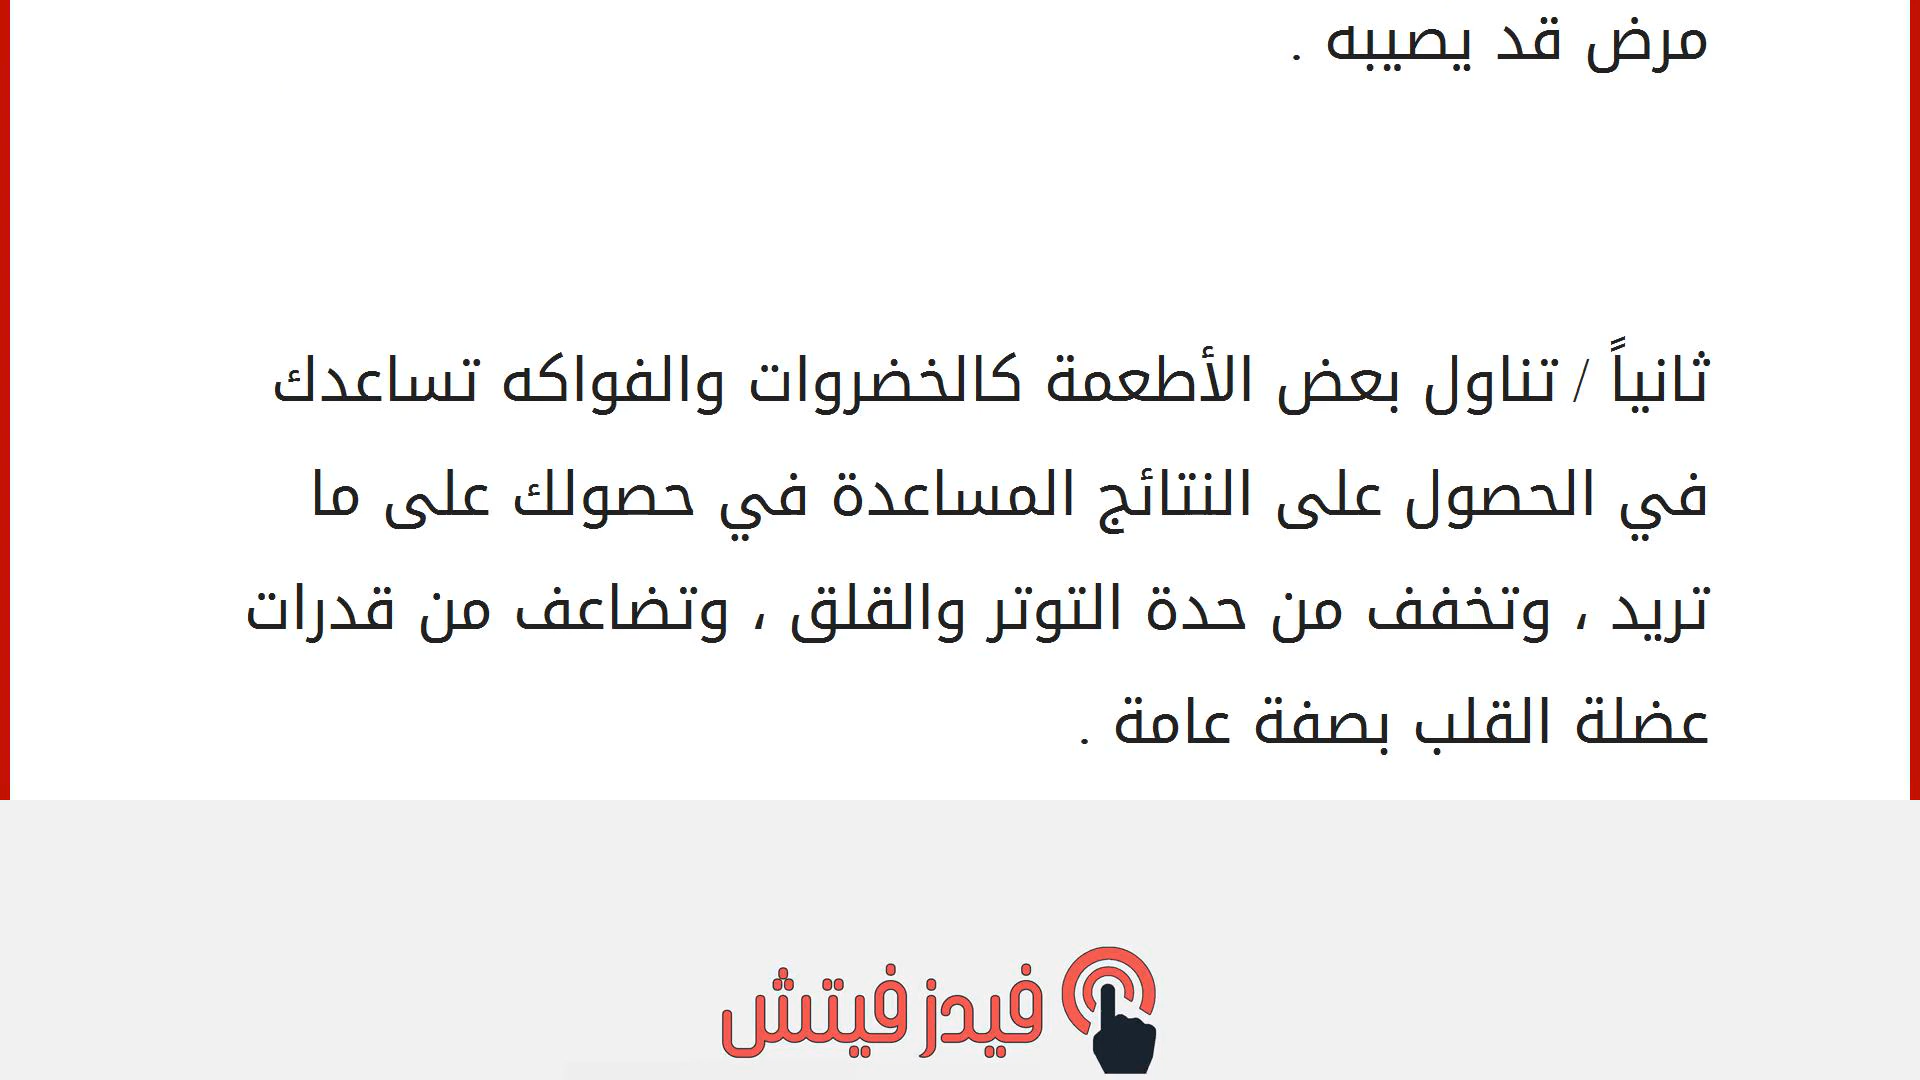 مرض قد يصيبه .
ثانياً / تناول بعض الأطعمة كالخضروات والفواكه تساعدك
في الحصول على النتائج المساعدة في حصولك على ما
تريد ، وتخفف من حدة التوتر والقلق ، وتضاعف من قدرات
عضلة القلب بصفة عامة .
فيدز فيتش